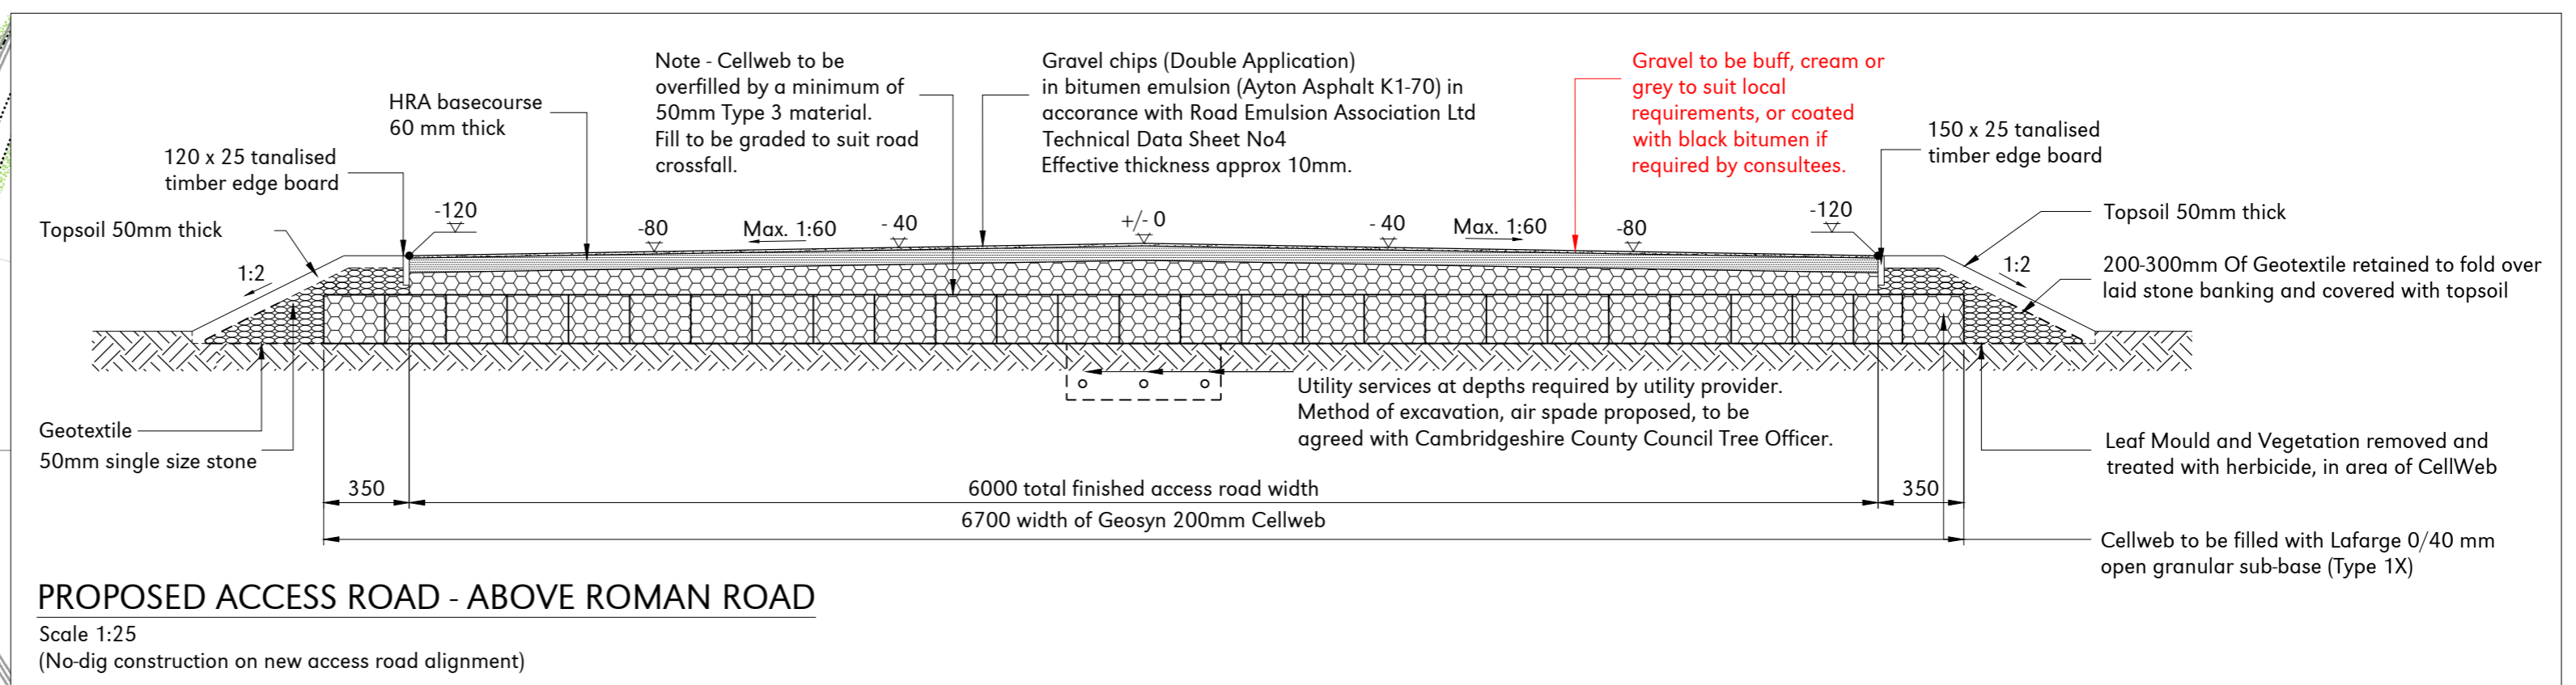 Note - Cellweb to be
overfilled by a minimum of
50mm Type 3 material.
Fill to be graded to suit road
crossfall.
Gravel chips (Double Application)
in bitumen emulsion (Ayton Asphalt K1-70) in
accorance with Road Emulsion Association Ltd
Technical Data Sheet No4
Effective thickness approx 10mm.
Gravel to be buff, cream or
grey to suit local
requirements, or coated
with black bitumen if
required by consultees.
HRA basecourse
60 mm thick
120 x 25 tanalised
timber edge board
150 x 25 tanalised
timber edge board
Topsoil 50mm thick
-120
-80
Max. 1:60
- 40
+/- 0
- 40
Max. 1:60
-80
-120
Topsoil 50mm thick
1:2
1:2
200-300mm Of Geotextile retained to fold over
laid stone banking and covered with topsoil
Utility services at depths required by utility provider.
Method of excavation, air spade proposed, to be
agreed with Cambridgeshire County Council Tree Officer.
Geotextile
50mm single size stone
Leaf Mould and Vegetation removed and
treated with herbicide, in area of CellWeb
350
6000 total finished access road width
350
6700 width of Geosyn 200mm Cellweb
Cellweb to be filled with Lafarge 0/40 mm
open granular sub-base (Type 1X)
PROPOSED ACCESS ROAD - ABOVE ROMAN ROAD
Scale 1:25
(No-dig construction on new access road alignment)